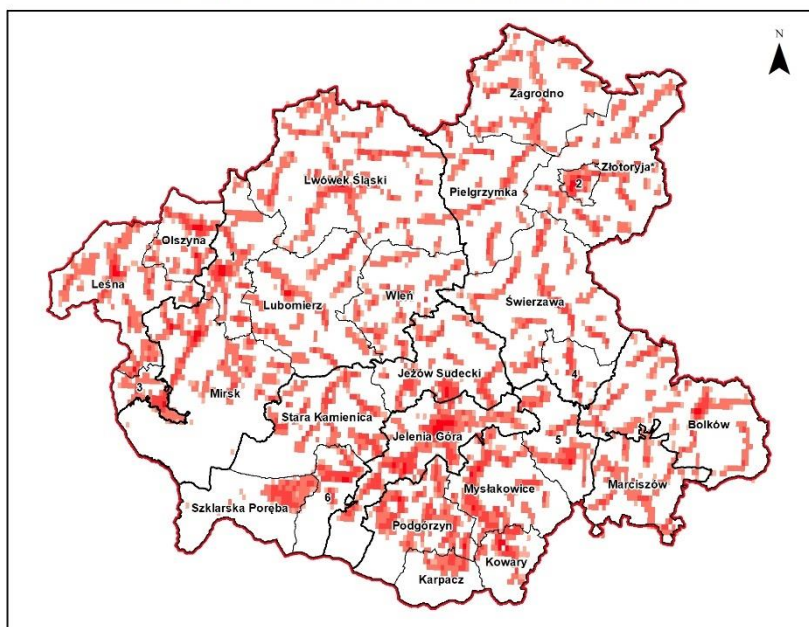 N
Zagrodno
Złotoryja*
Lwówek Śląski
Pielgrzymka
2
Olszyna
1
Leśna
Lubomierz
Wleń
Świerzawa
Jeżów Sudecki
4
3
Mirsk
Stara Kamienica
Bolków
Jelenia Góra
5
Marciszów
Mysłakowice
6
Szklarska Poręba
Podgórzyn
Kowary
Karpacz